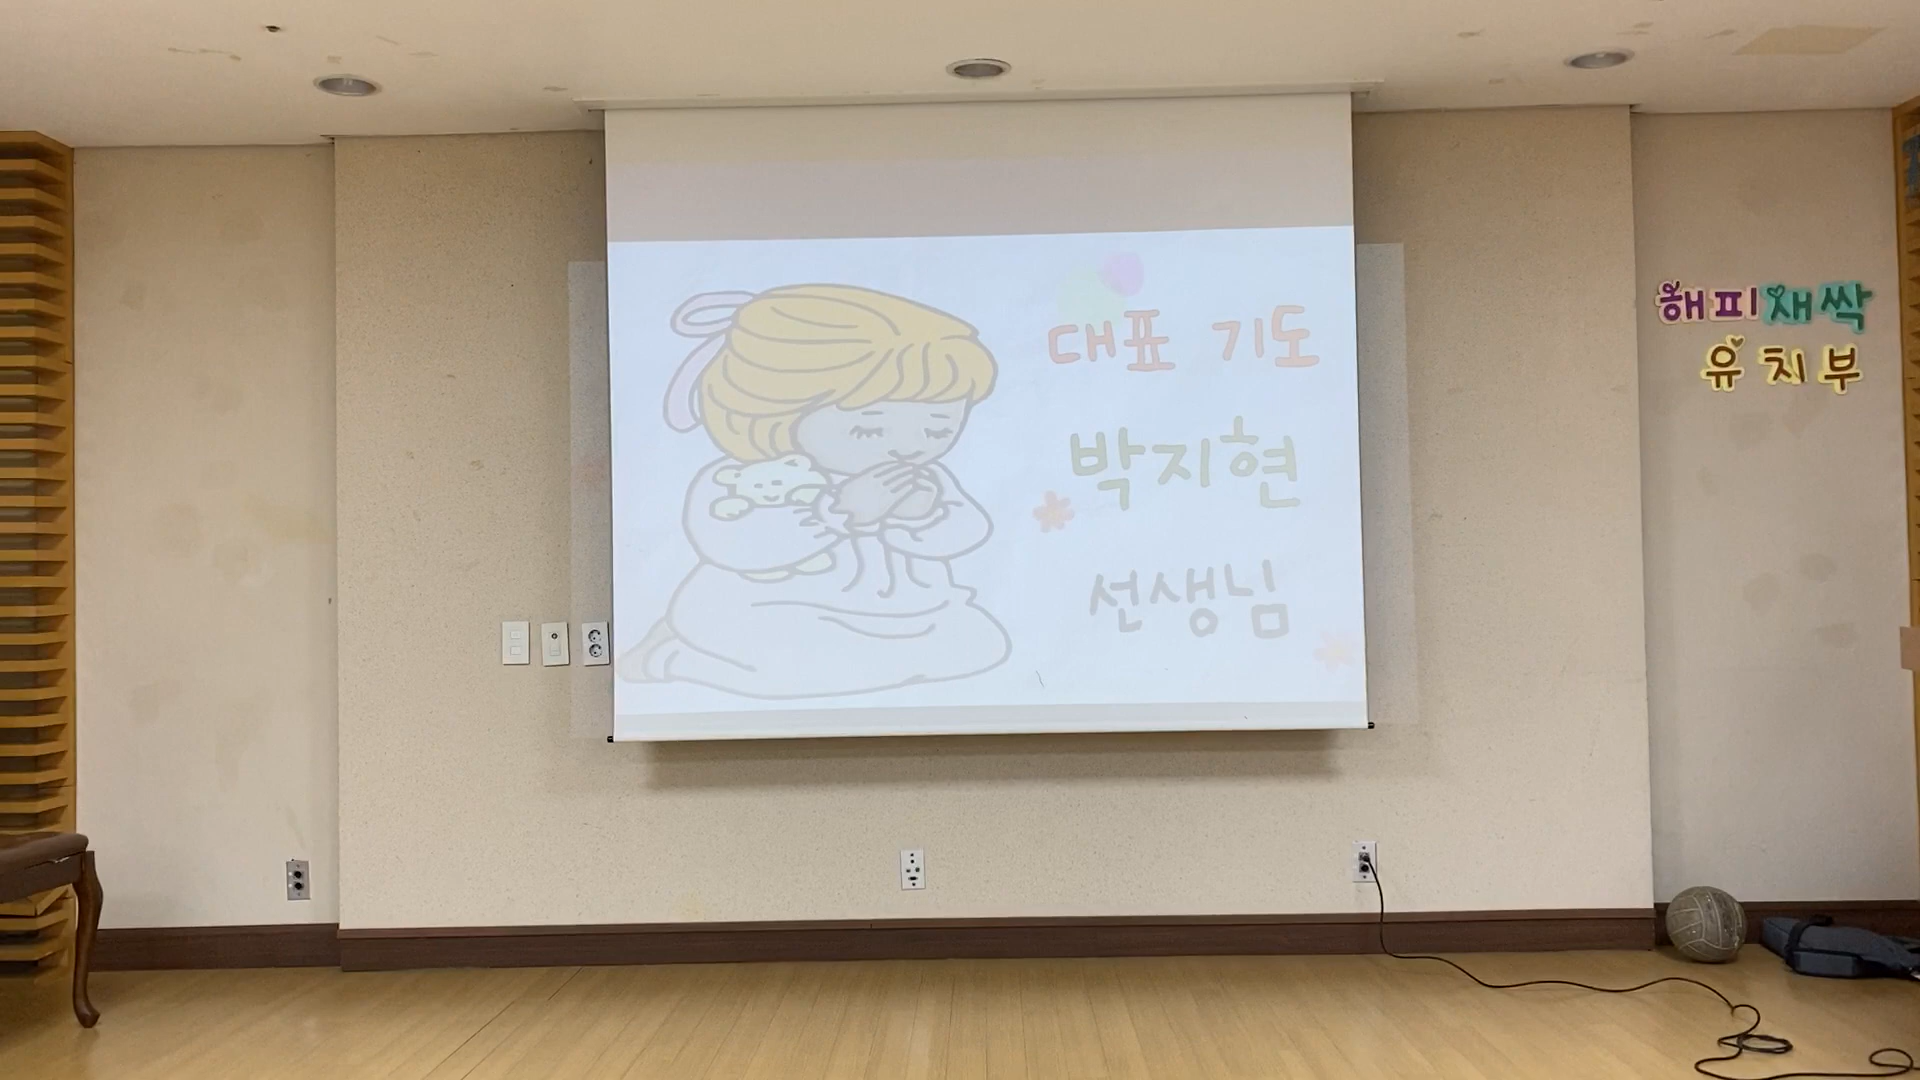 대표 기도
박지현
선생님
해피새싹
유치부